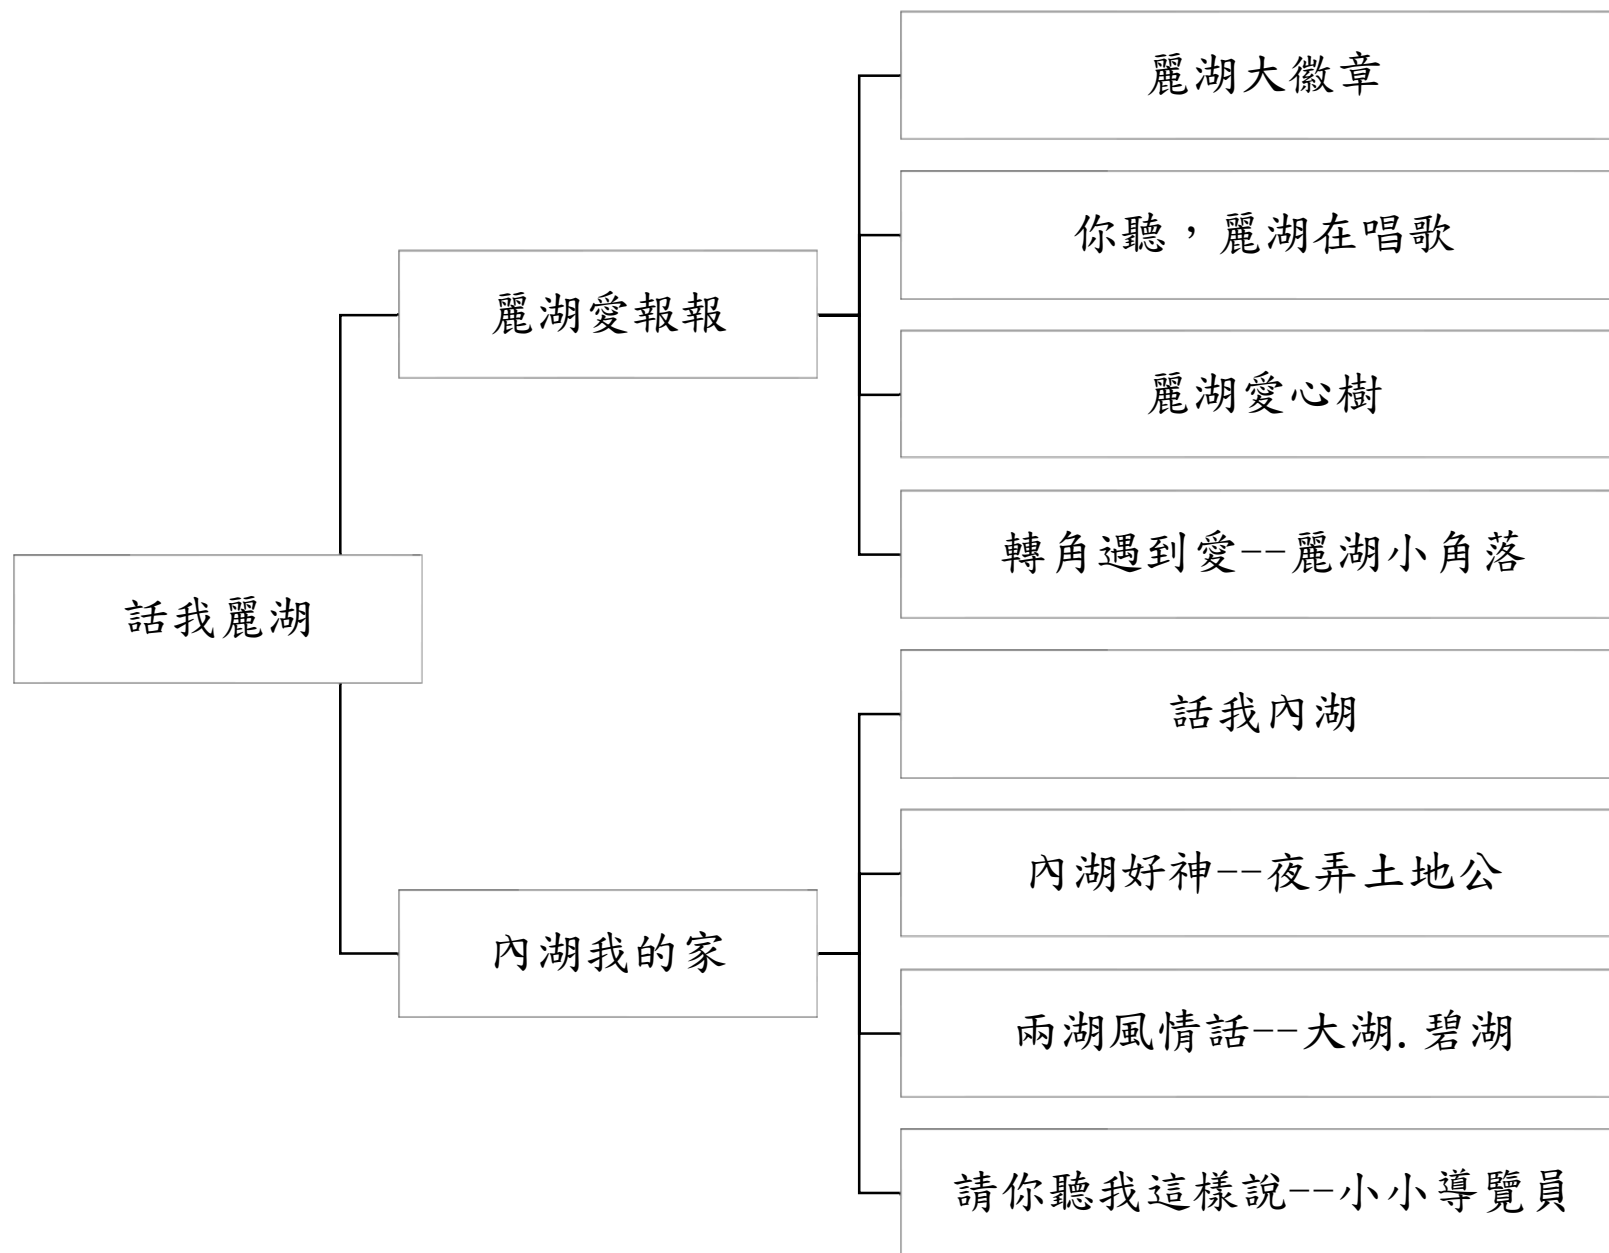 話我麗湖
麗湖愛報報
麗湖大徽章
你聽，麗湖在唱歌
麗湖愛心樹
轉角遇到愛--麗湖小角落
內湖我的家
話我內湖
內湖好神--夜弄土地公
兩湖風情話--大湖.碧湖
請你聽我這樣說--小小導覽員